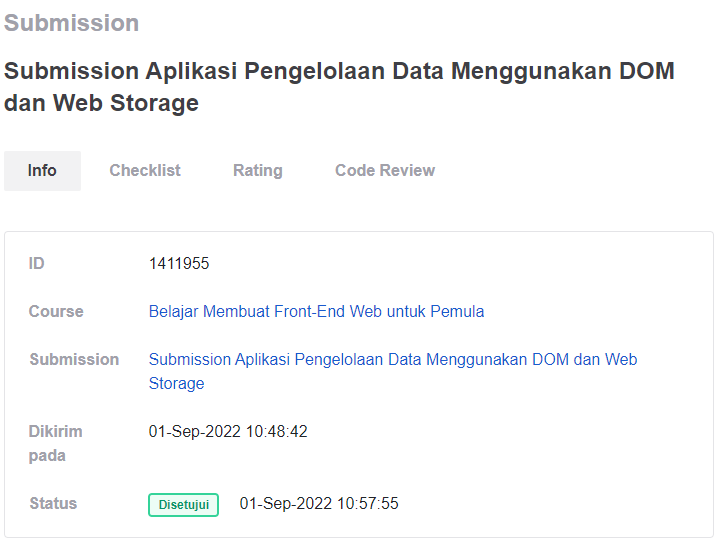 Submission
Submission Aplikasi Pengelolaan Data Menggunakan DOM
dan Web Storage
Info Checklist Rating Code Review
ID 1411955
Course Belajar Membuat Front-End Web untuk Pemula
Submission Submission Aplikasi Pengelolaan Data Menggunakan DOM dan Web
Storage
Dikirim 01-Sep-2022 10:48:42
pada
Status Disetujui 01-Sep-2022 10:57:55